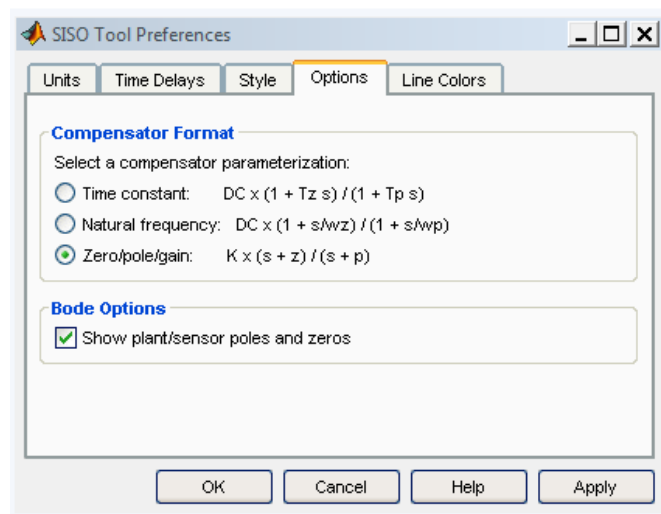 SISO Tool Preferences
Units Time Delays Style Options Line Colors
Compensator Format
Select a compensator parameterization:
Time constant: DC x (1 + Tz s) / (1 + Tp s)
Natural frequency: DC x (1 + s/wz) / (1 + s/wp)
Zero/pole/gain: K x (s + z) / (s + p)
Bode Options
Show plant/sensor poles and zeros
OK Cancel Help Apply